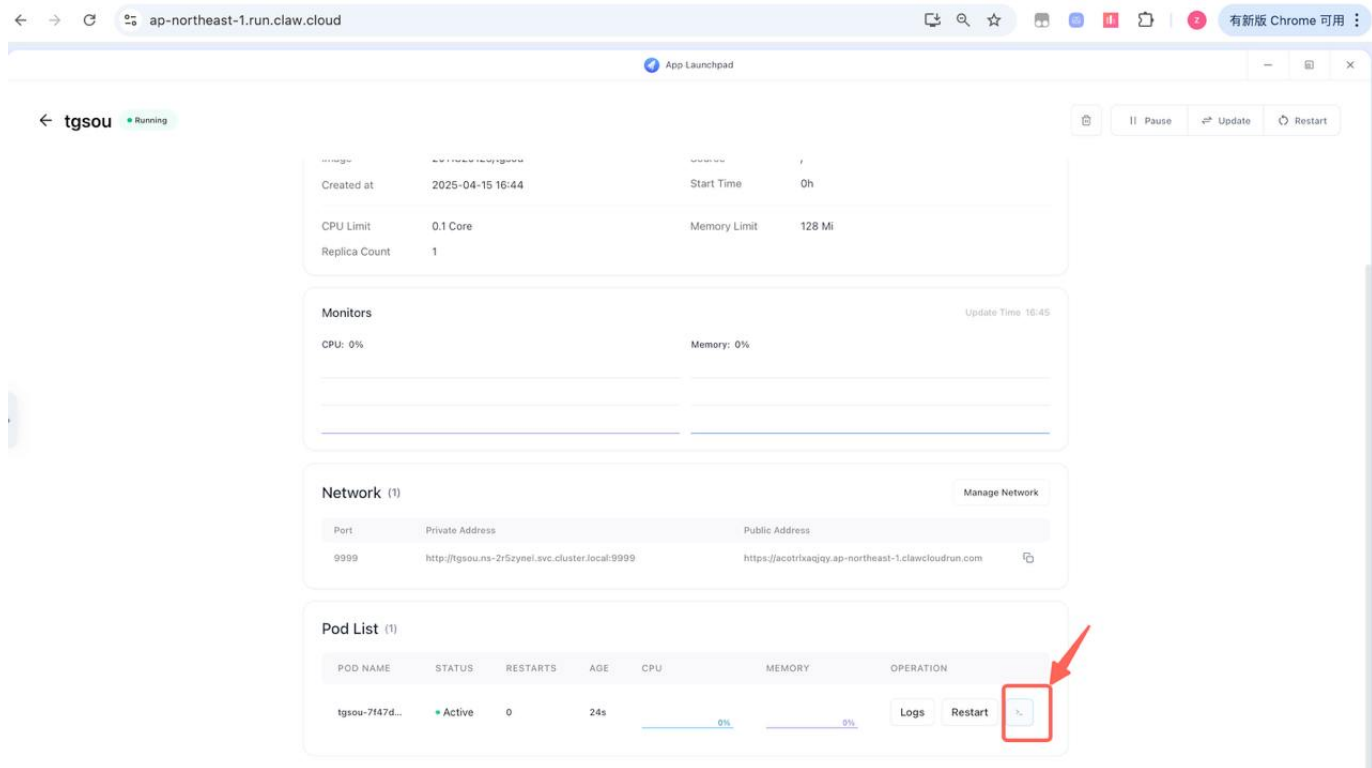 ap-northeast-1.run.claw.cloud
有新版 Chrome 可用
App Launchpad
tgsou Running
Pause Update Restart
Created at 2025-04-15 16:44 Start Time 0h
CPU Limit 0.1 Core Memory Limit 128 Mi
Replica Count 1
Monitors Update Time 16:45
CPU: 0% Memory: 0%
Network (1) Manage Network
Port Private Address Public Address
9999 http://tgsou.ns-2r5zynel.svc.cluster.local:9999 https://acotrlxaqjqy.ap-northeast-1.clawcloudrun.com
Pod List (1)
POD NAME STATUS RESTARTS AGE CPU MEMORY OPERATION
tgsou-7f47d... Active 0 24s 0% 0% Logs Restart >_